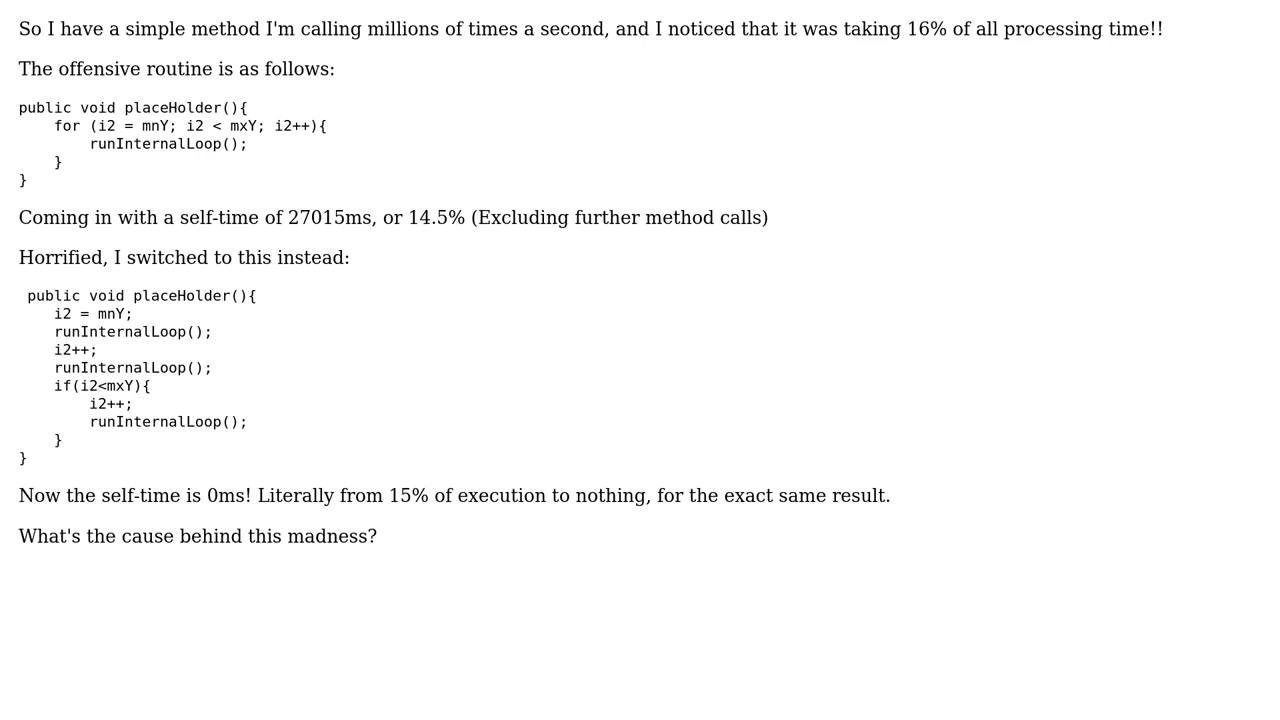 So I have a simple method I'm calling millions of times a second, and I noticed that it was taking 16% of all processing time!!
The offensive routine is as follows:
public void placeHolder(){
    for (i2 = mnY; i2 < mxY; i2++){
        runInternalLoop();
    }
}
Coming in with a self-time of 27015ms, or 14.5% (Excluding further method calls)
Horrified, I switched to this instead:
 public void placeHolder(){
    i2 = mnY;
    runInternalLoop();
    i2++;
    runInternalLoop();
    if(i2<mxY){
        i2++;
        runInternalLoop();
    }
}
Now the self-time is 0ms! Literally from 15% of execution to nothing, for the exact same result.
What's the cause behind this madness?